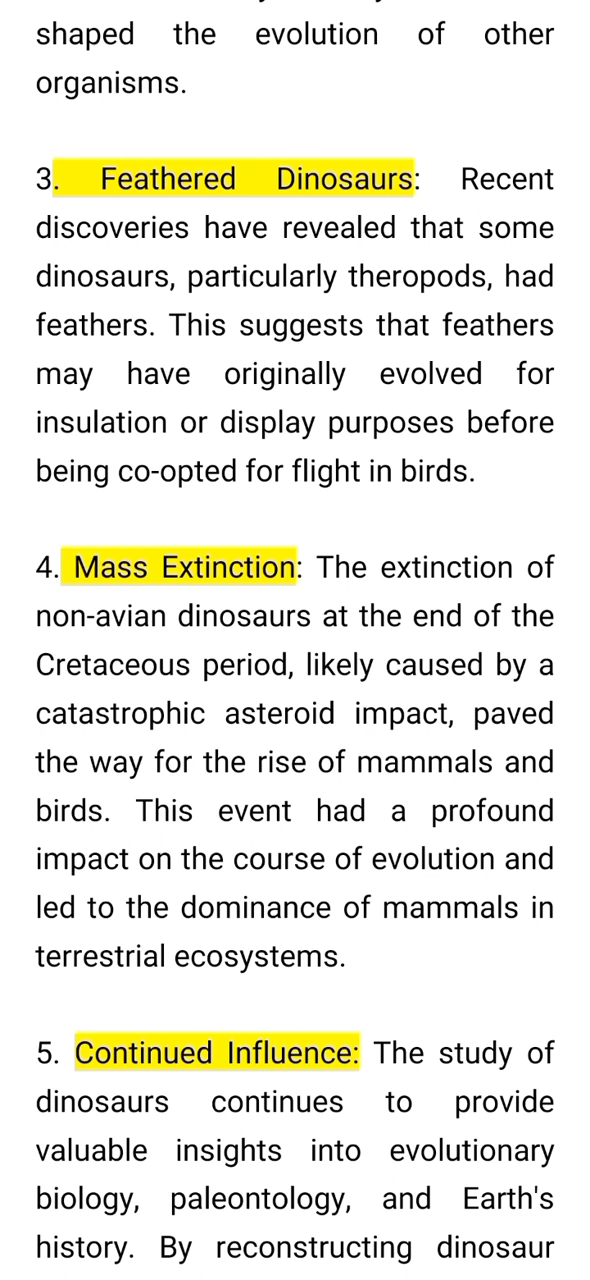 shaped the evolution of other
organisms.
3. Feathered Dinosaurs: Recent
discoveries have revealed that some
dinosaurs, particularly theropods, had
feathers. This suggests that feathers
may have originally evolved for
insulation or display purposes before
being co-opted for flight in birds.
4. Mass Extinction: The extinction of
non-avian dinosaurs at the end of the
Cretaceous period, likely caused by a
catastrophic asteroid impact, paved
the way for the rise of mammals and
birds. This event had a profound
impact on the course of evolution and
led to the dominance of mammals in
terrestrial ecosystems.
5. Continued Influence: The study of
dinosaurs continues to provide
valuable insights into evolutionary
biology, paleontology, and Earth's
history. By reconstructing dinosaur